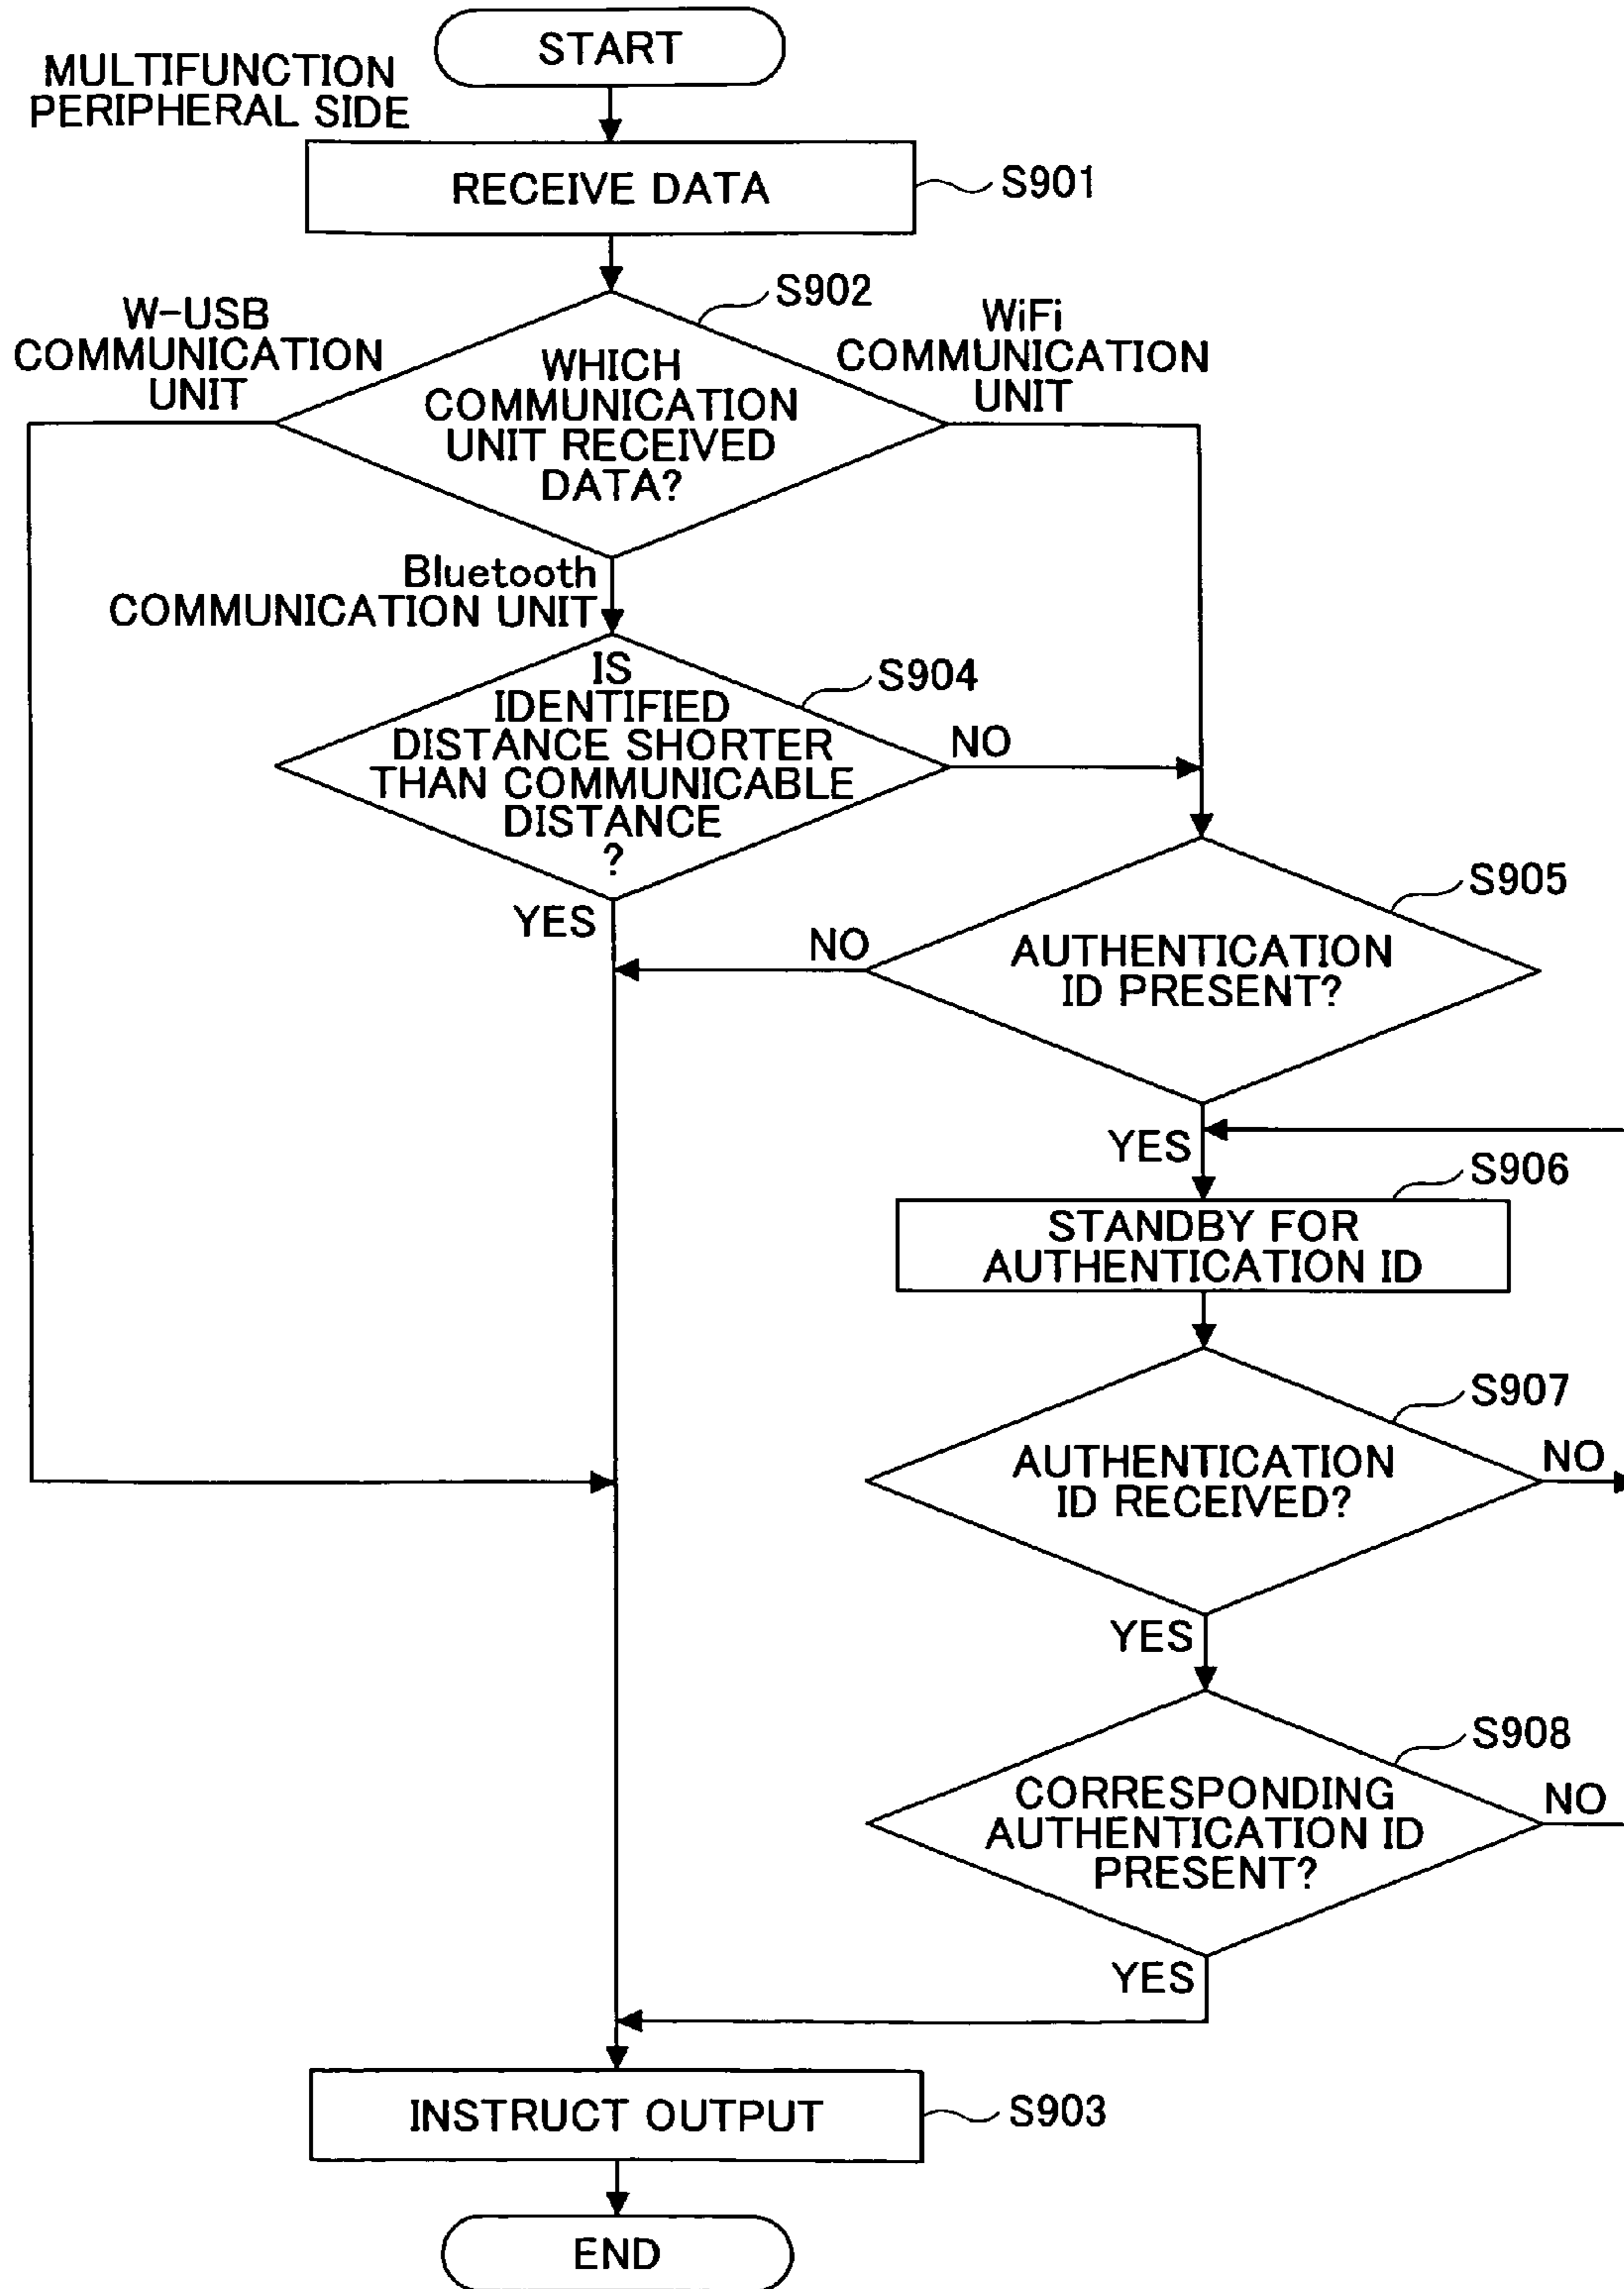 START
MULTIFUNCTION
PERIPHERAL SIDE
RECEIVE DATA
S901
S902
W-USB
COMMUNICATION
UNIT
WiFi
COMMUNICATION
UNIT
WHICH
COMMUNICATION
UNIT RECEIVED
DATA?
Bluetooth
COMMUNICATION UNIT
S904
IS
IDENTIFIED
DISTANCE SHORTER
THAN COMMUNICABLE
DISTANCE
?
NO
YES
S905
NO
AUTHENTICATION
ID PRESENT?
YES
S906
STANDBY FOR
AUTHENTICATION ID
S907
AUTHENTICATION
ID RECEIVED?
NO
YES
S908
CORRESPONDING
AUTHENTICATION ID
PRESENT?
NO
YES
INSTRUCT OUTPUT
S903
END